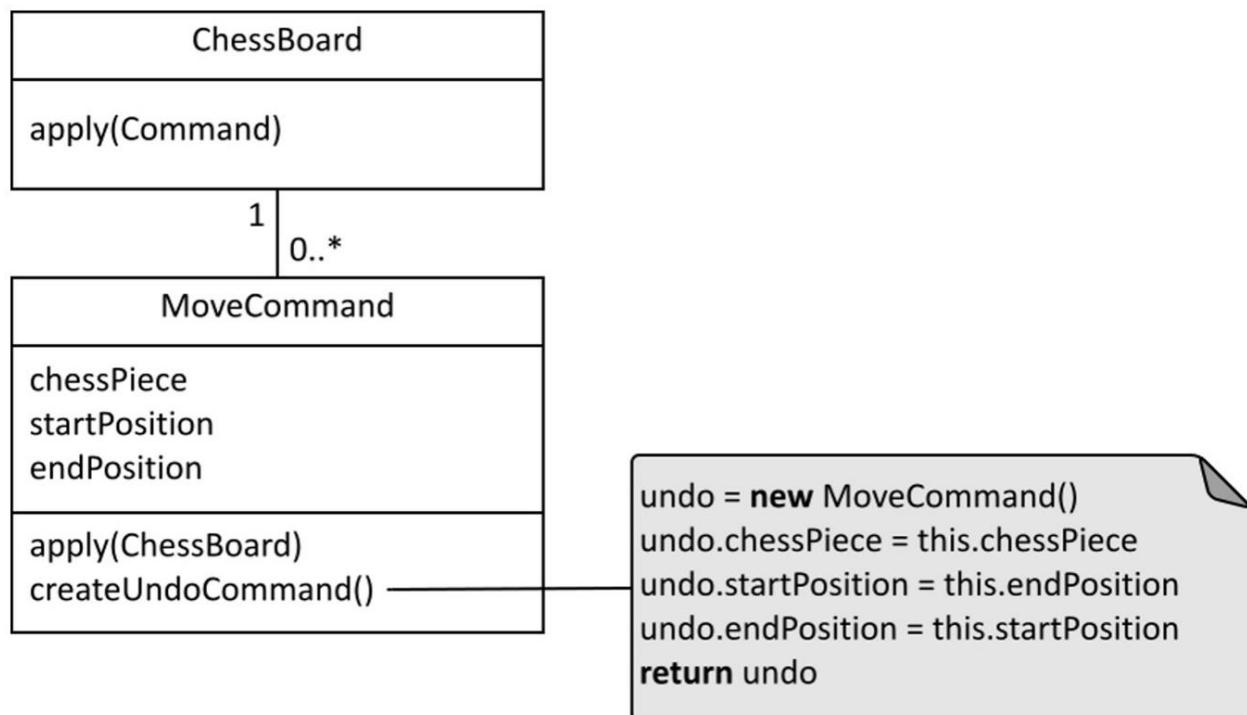 ChessBoard
apply(Command)
1
0..*
MoveCommand
chessPiece
startPosition
endPosition
apply(ChessBoard)
createUndoCommand()
undo = new MoveCommand()
undo.chessPiece = this.chessPiece
undo.startPosition = this.endPosition
undo.endPosition = this.startPosition
return undo